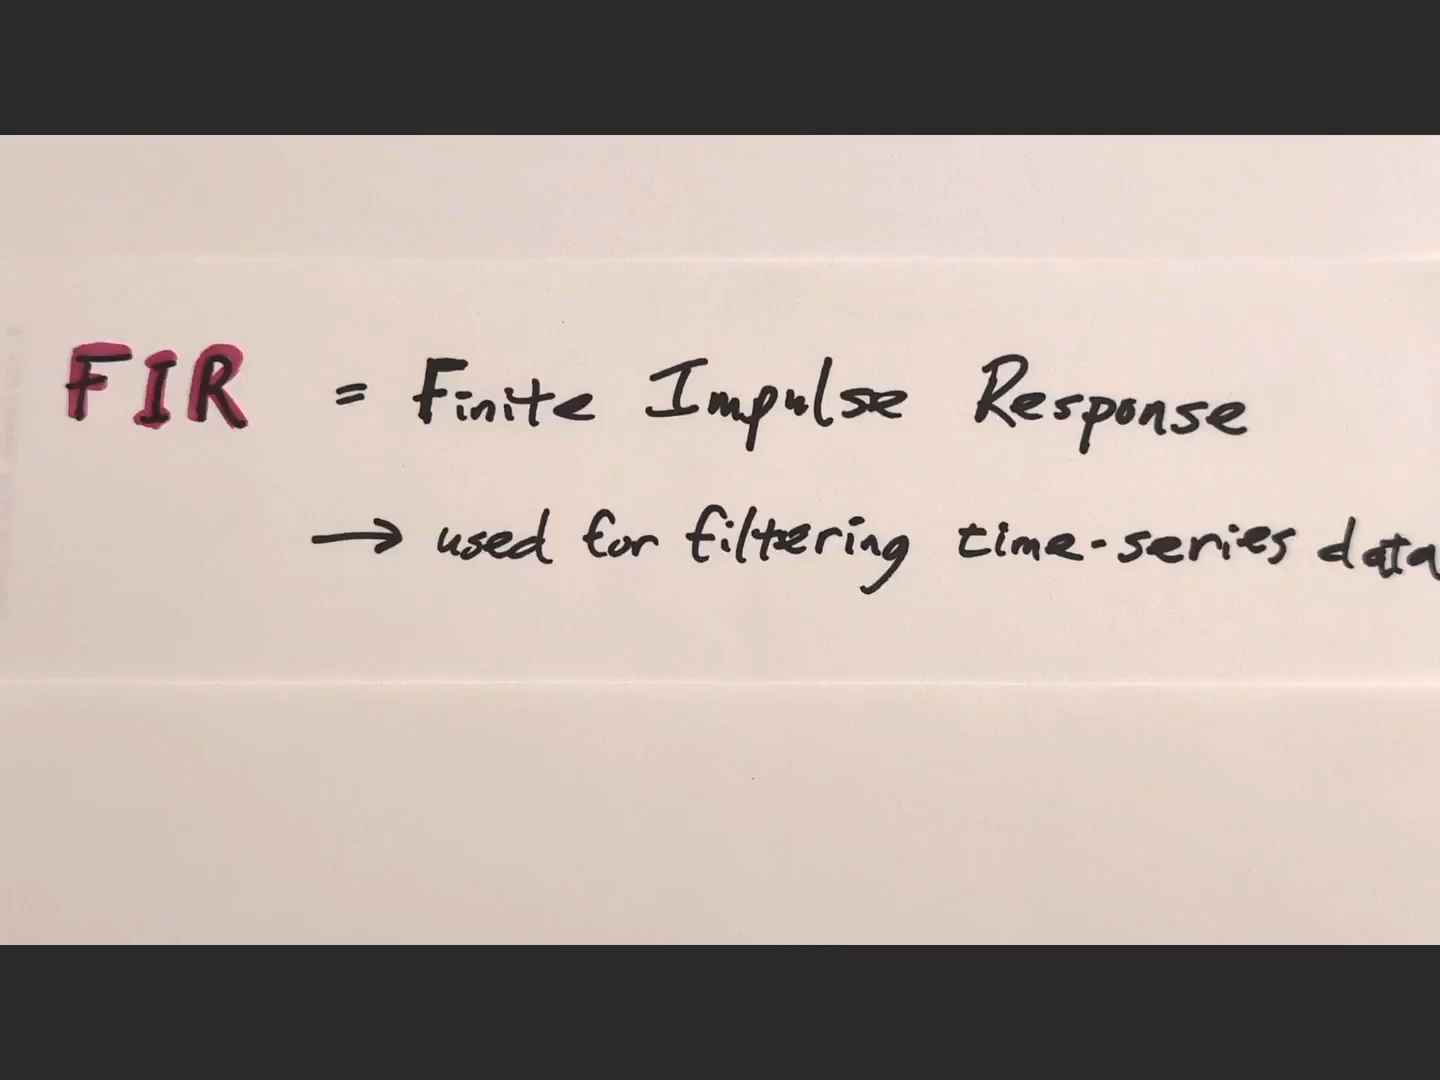 FIR = Finite Impulse Response
→ used for filtering time-series data